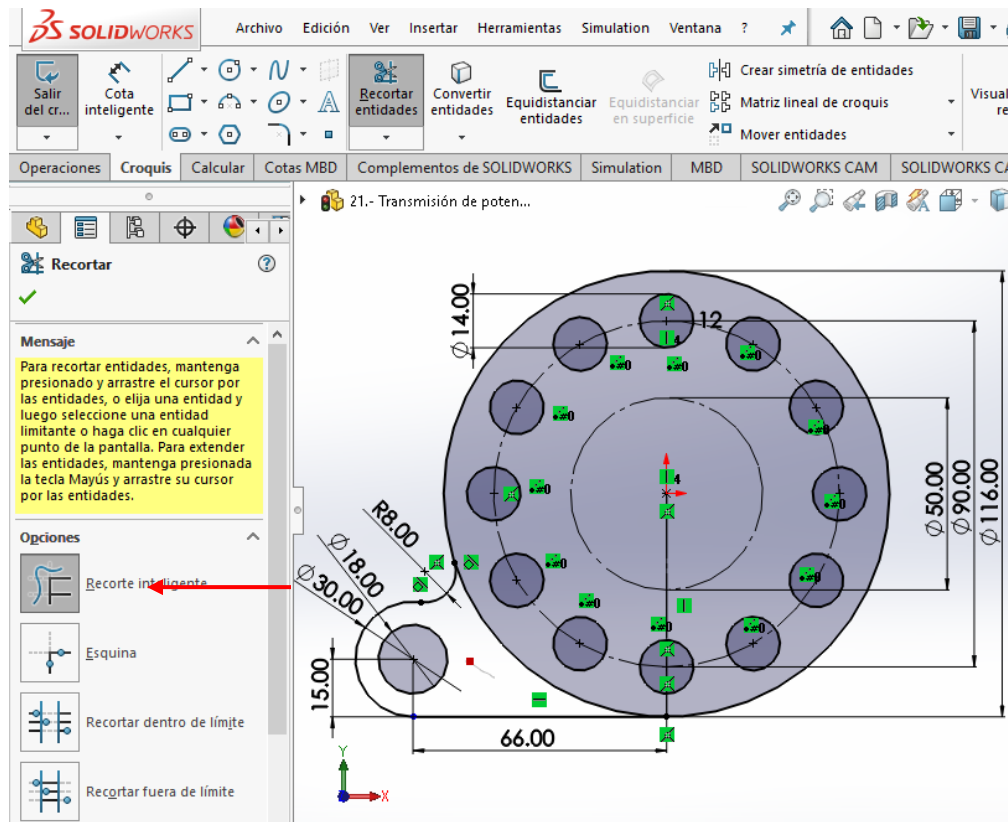 SOLIDWORKS
Archivo Edición Ver Insertar Herramientas Simulation Ventana ?
Salir del cr...
Cota inteligente
Recortar entidades
Convertir entidades
Equidistanciar entidades
Equidistanciar en superficie
Crear simetría de entidades
Matriz lineal de croquis
Mover entidades
Visual
re
Operaciones Croquis Calcular Cotas MBD Complementos de SOLIDWORKS Simulation MBD SOLIDWORKS CAM SOLIDWORKS CA
21.- Transmisión de poten...
Recortar
Mensaje
Para recortar entidades, mantenga
presionado y arrastre el cursor por
las entidades, o elija una entidad y
luego seleccione una entidad
limitante o haga clic en cualquier
punto de la pantalla. Para extender
las entidades, mantenga presionada
la tecla Mayús y arrastre su cursor
por las entidades.
Opciones
Recorte inteligente
Esquina
Recortar dentro de límite
Recortar fuera de límite
∅14.00
12
R8.00
∅18.00
∅30.00
15.00
66.00
∅50.00
∅90.00
∅116.00
Y
X